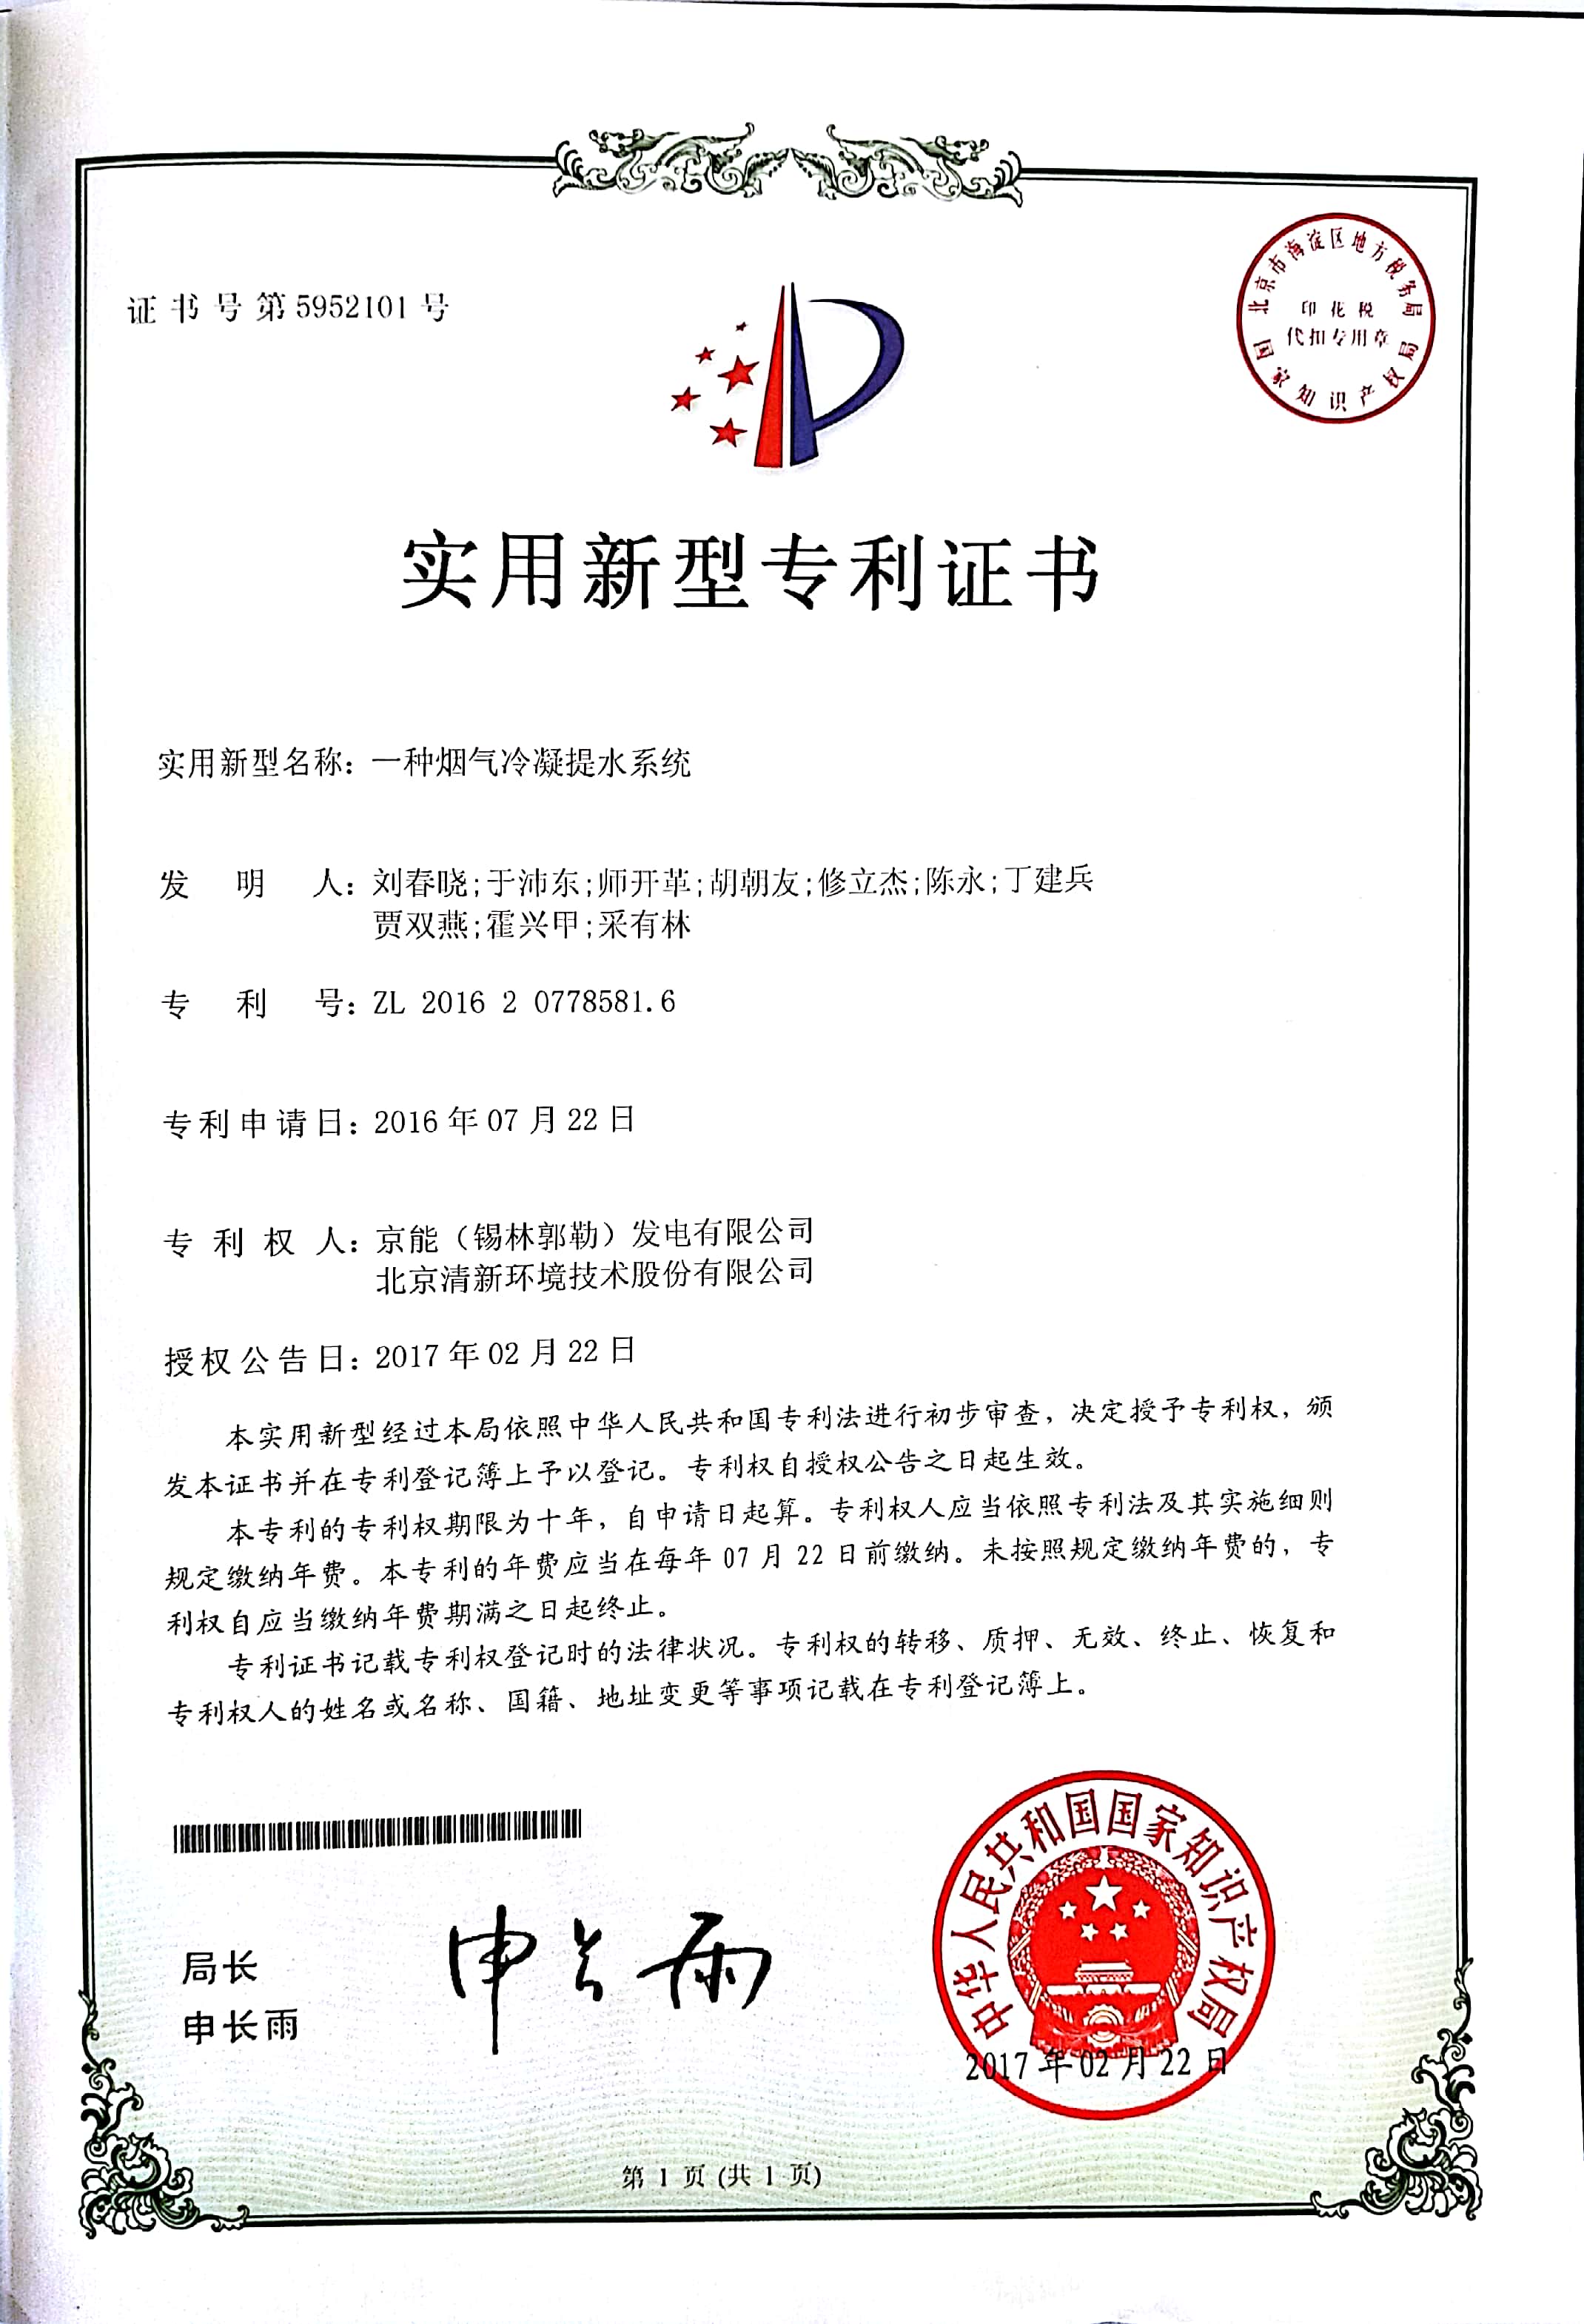 证书号第5952101号
北京市海淀区地方税务局
印花税
代扣专用章
国家知识产权局
实用新型专利证书
实用新型名称：一种烟气冷凝提水系统
发明人：刘春晓;于沛东;师开革;胡朝友;修立杰;陈永;丁建兵
贾双燕;霍兴甲;采有林
专利号：ZL 2016 2 0778581.6
专利申请日：2016年07月22日
专利权人：京能（锡林郭勒）发电有限公司
北京清新环境技术股份有限公司
授权公告日：2017年02月22日
本实用新型经过本局依照中华人民共和国专利法进行初步审查，决定授予专利权，颁
发本证书并在专利登记簿上予以登记。专利权自授权公告之日起生效。
本专利的专利权期限为十年，自申请日起算。专利权人应当依照专利法及其实施细则
规定缴纳年费。本专利的年费应当在每年07月22日前缴纳。未按照规定缴纳年费的，专
利权自应当缴纳年费期满之日起终止。
专利证书记载专利权登记时的法律状况。专利权的转移、质押、无效、终止、恢复和
专利权人的姓名或名称、国籍、地址变更等事项记载在专利登记簿上。
局长
申长雨
申长雨
中华人民共和国国家知识产权局
2017年02月22日
第1页(共1页)